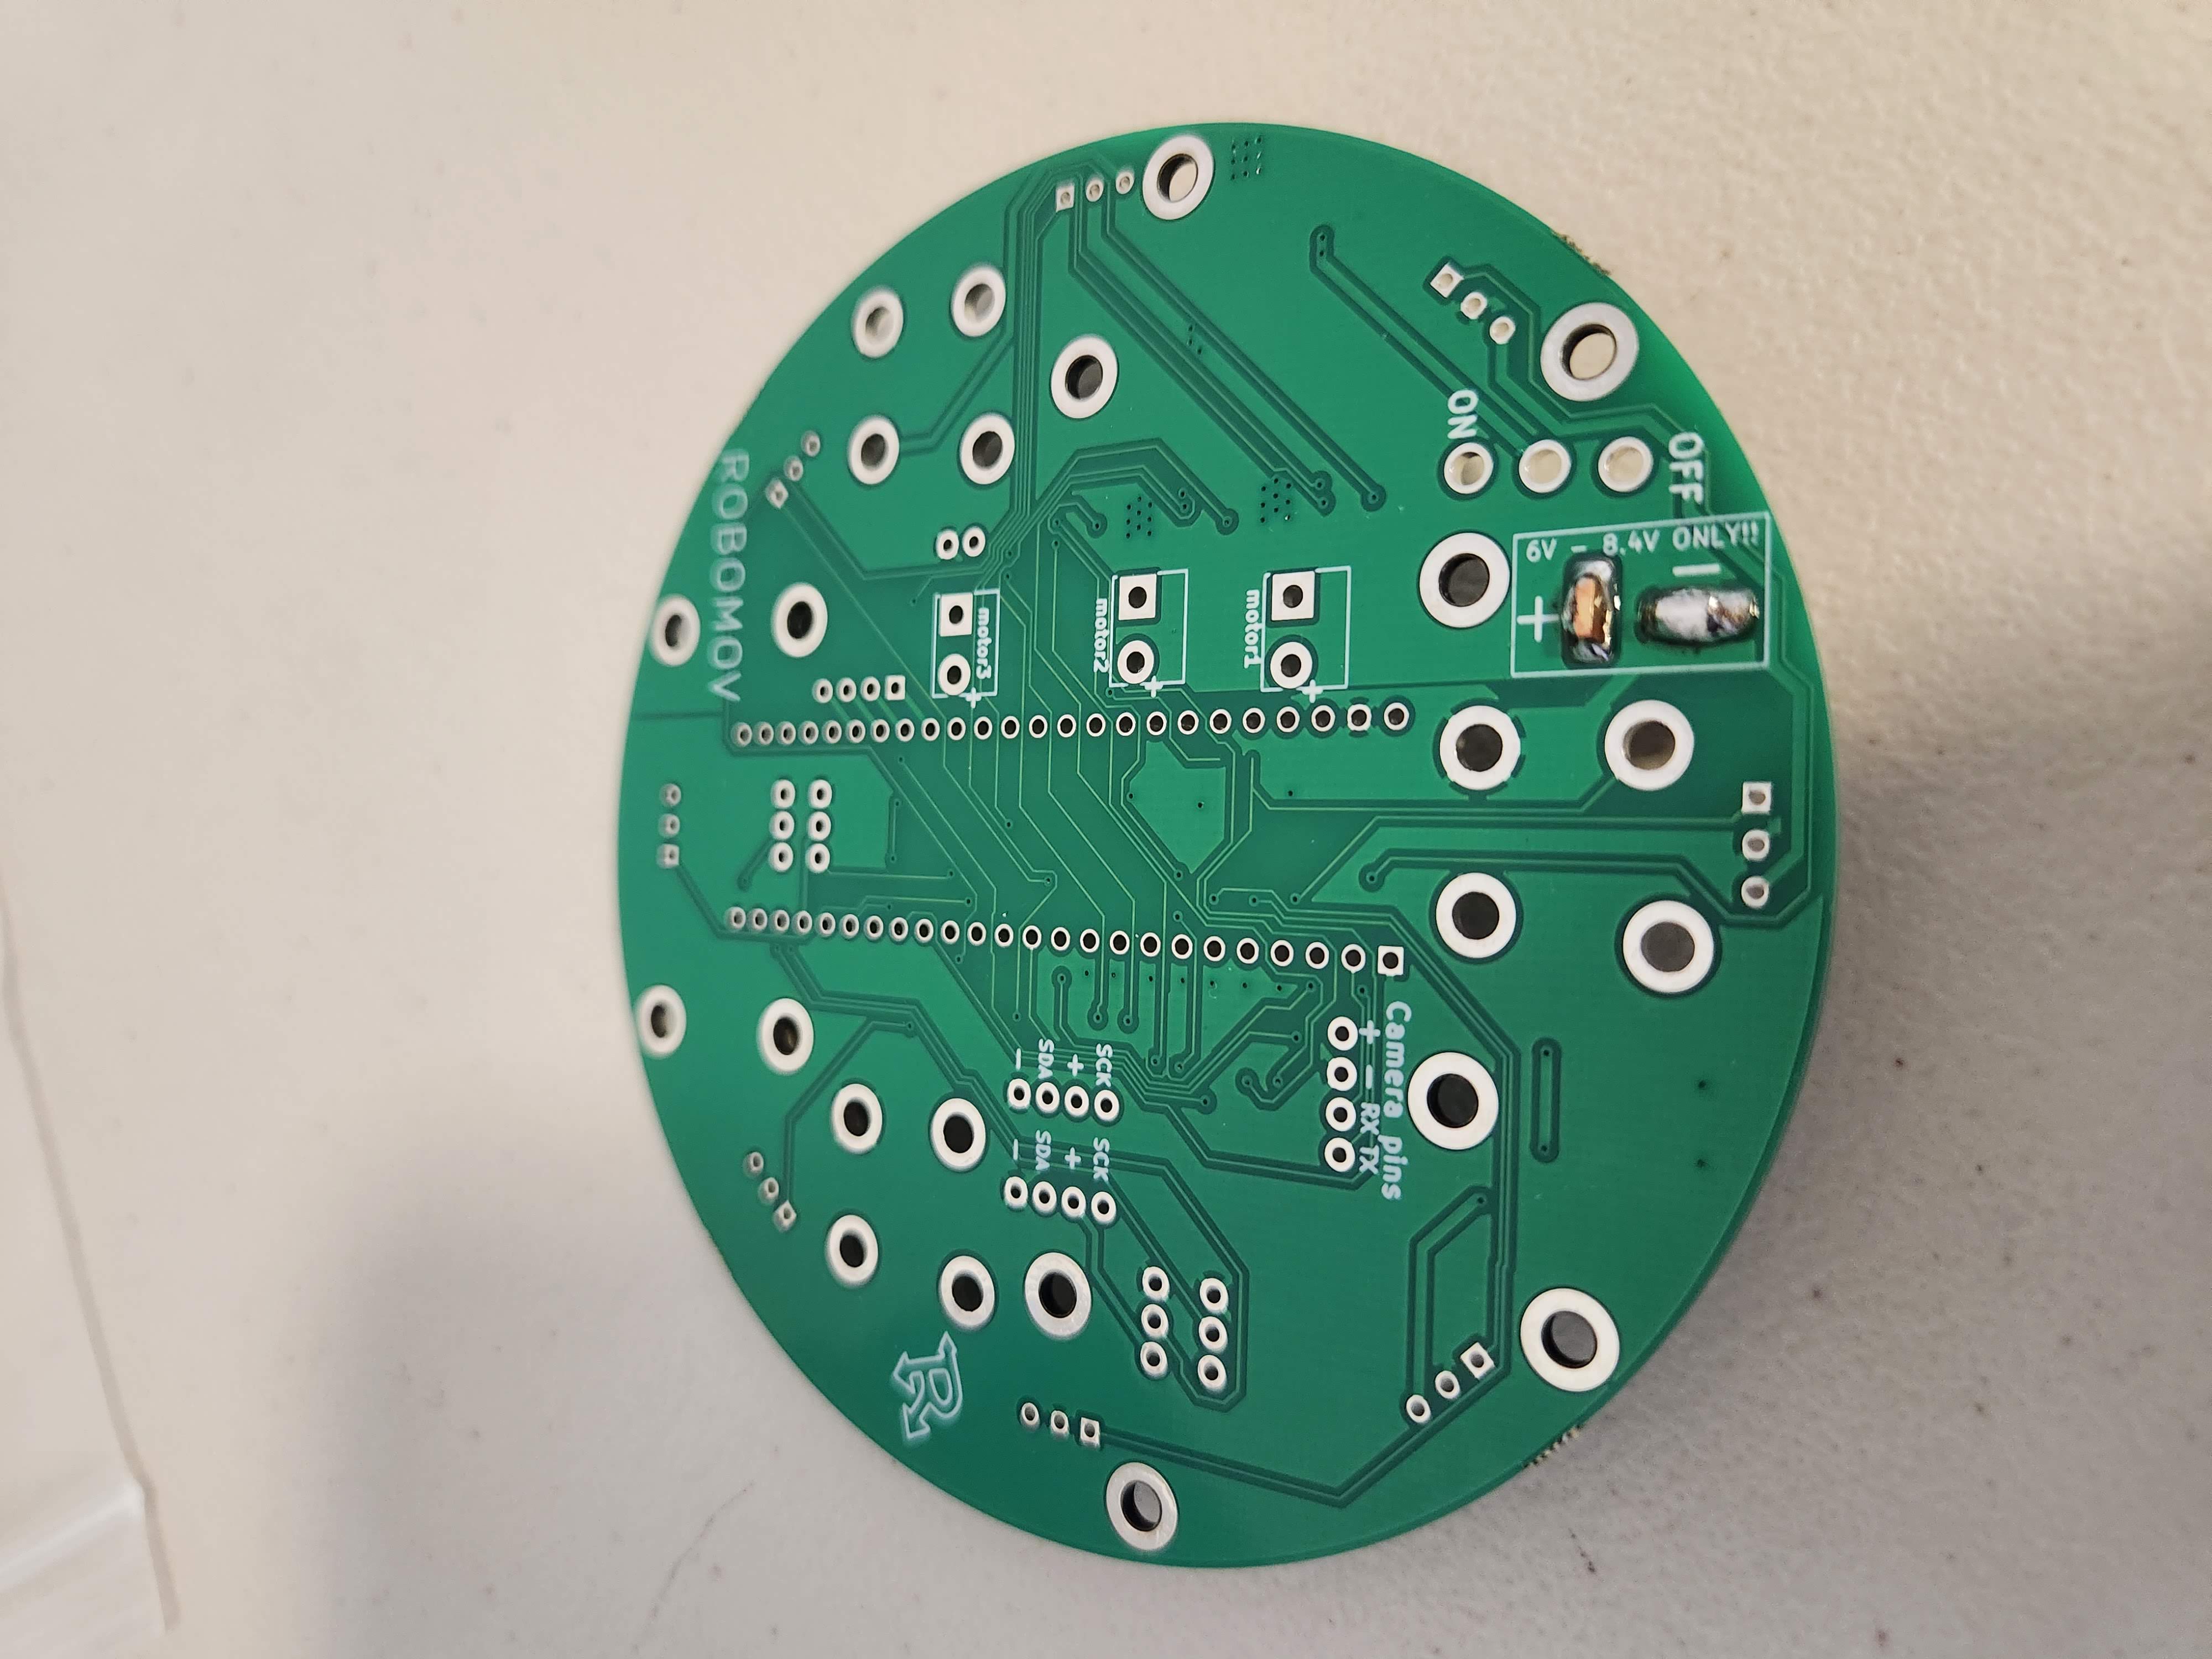 ROBOMOV
R
motor3
+
-
SDA
+
SCK
-
SDA
+
SCK
motor2
+
motor1
+
+
-
RX
TX
Camera pins
ON
OFF
+
-
6V - 8.4V ONLY!!